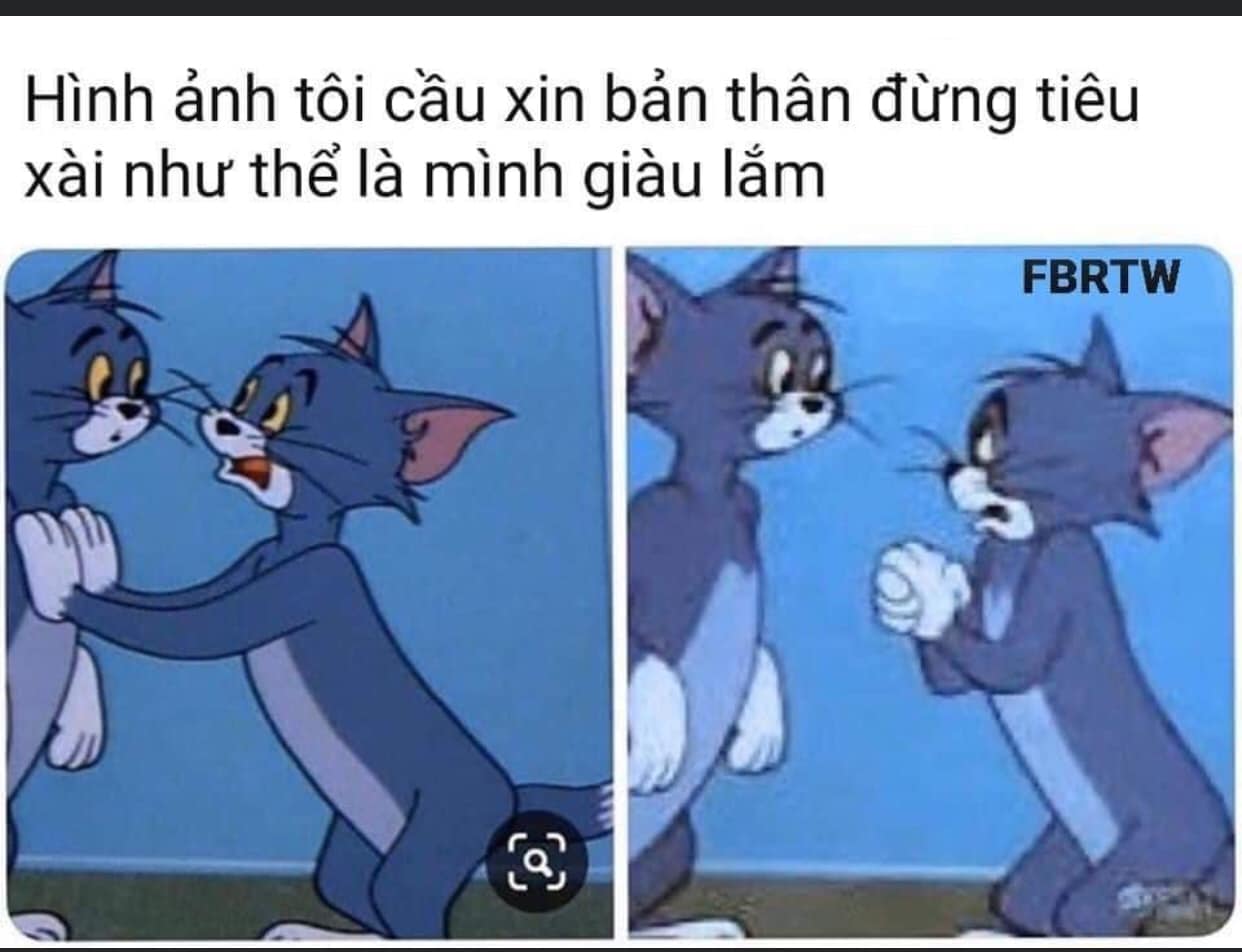 Hình ảnh tôi cầu xin bản thân đừng tiêu
xài như thể là mình giàu lắm
FBRTW